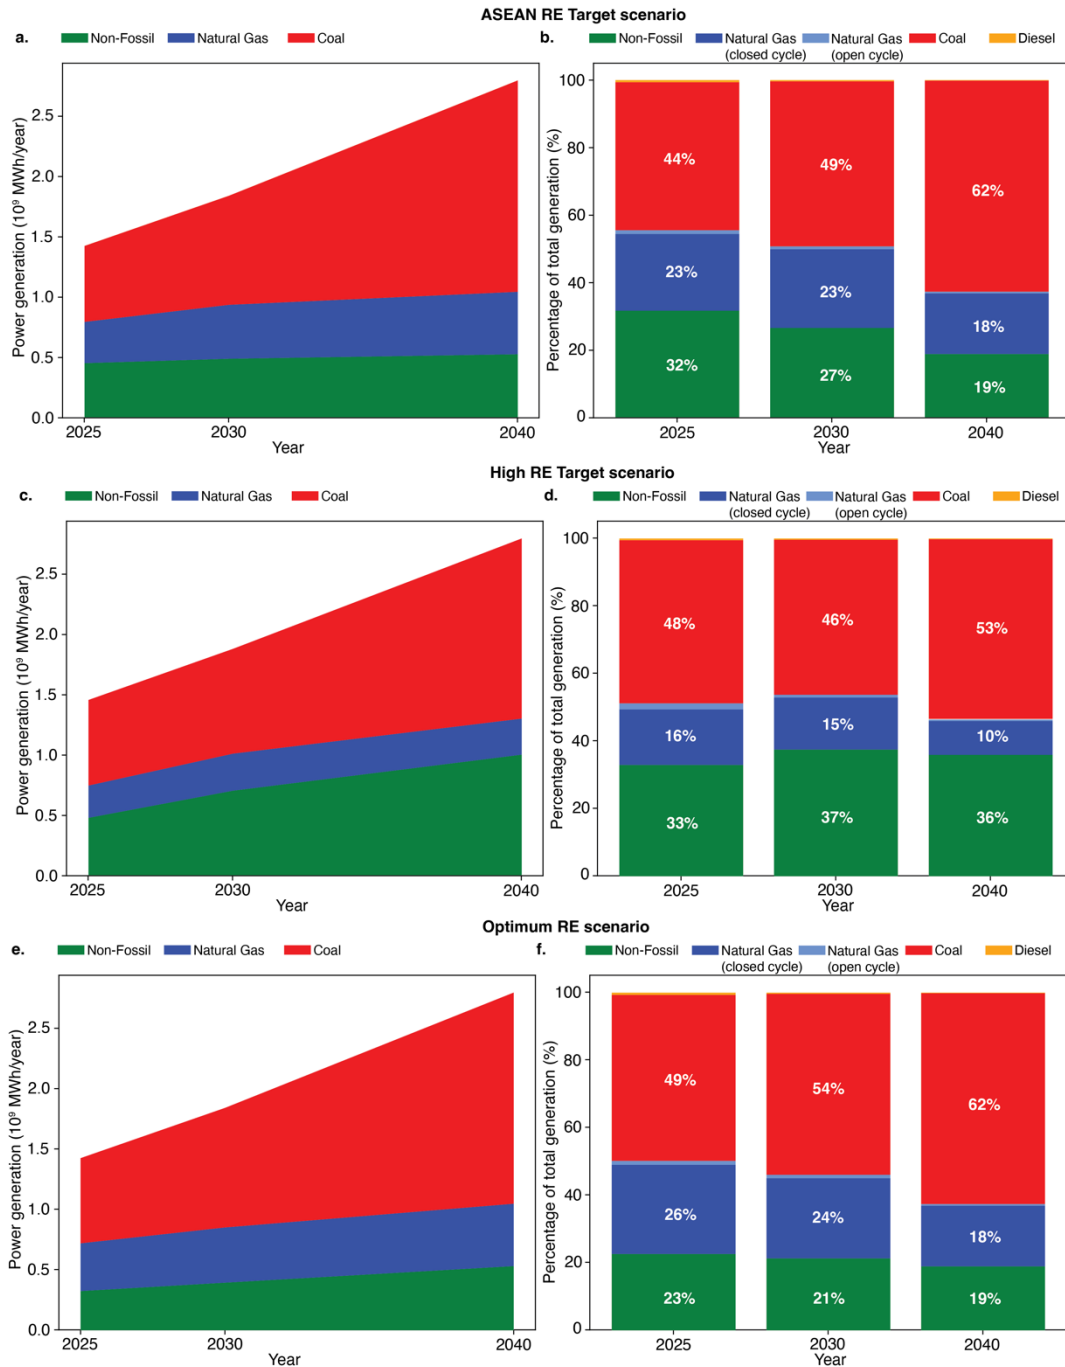 ASEAN RE Target scenario
a.
Non-Fossil Natural Gas Coal
Power generation (10⁹ MWh/year)
2.5
2.0
1.5
1.0
0.5
0.0
2025 2030 2040
Year
b.
Non-Fossil Natural Gas Natural Gas Coal Diesel
(closed cycle) (open cycle)
Percentage of total generation (%)
100
80
60
40
20
0
44% 49% 62%
23% 23% 18%
32% 27% 19%
2025 2030 2040
Year
High RE Target scenario
c.
Non-Fossil Natural Gas Coal
Power generation (10⁹ MWh/year)
2.5
2.0
1.5
1.0
0.5
0.0
2025 2030 2040
Year
d.
Non-Fossil Natural Gas Natural Gas Coal Diesel
(closed cycle) (open cycle)
Percentage of total generation (%)
100
80
60
40
20
0
48% 46% 53%
16% 15% 10%
33% 37% 36%
2025 2030 2040
Year
Optimum RE scenario
e.
Non-Fossil Natural Gas Coal
Power generation (10⁹ MWh/year)
2.5
2.0
1.5
1.0
0.5
0.0
2025 2030 2040
Year
f.
Non-Fossil Natural Gas Natural Gas Coal Diesel
(closed cycle) (open cycle)
Percentage of total generation (%)
100
80
60
40
20
0
49% 54% 62%
26% 24% 18%
23% 21% 19%
2025 2030 2040
Year